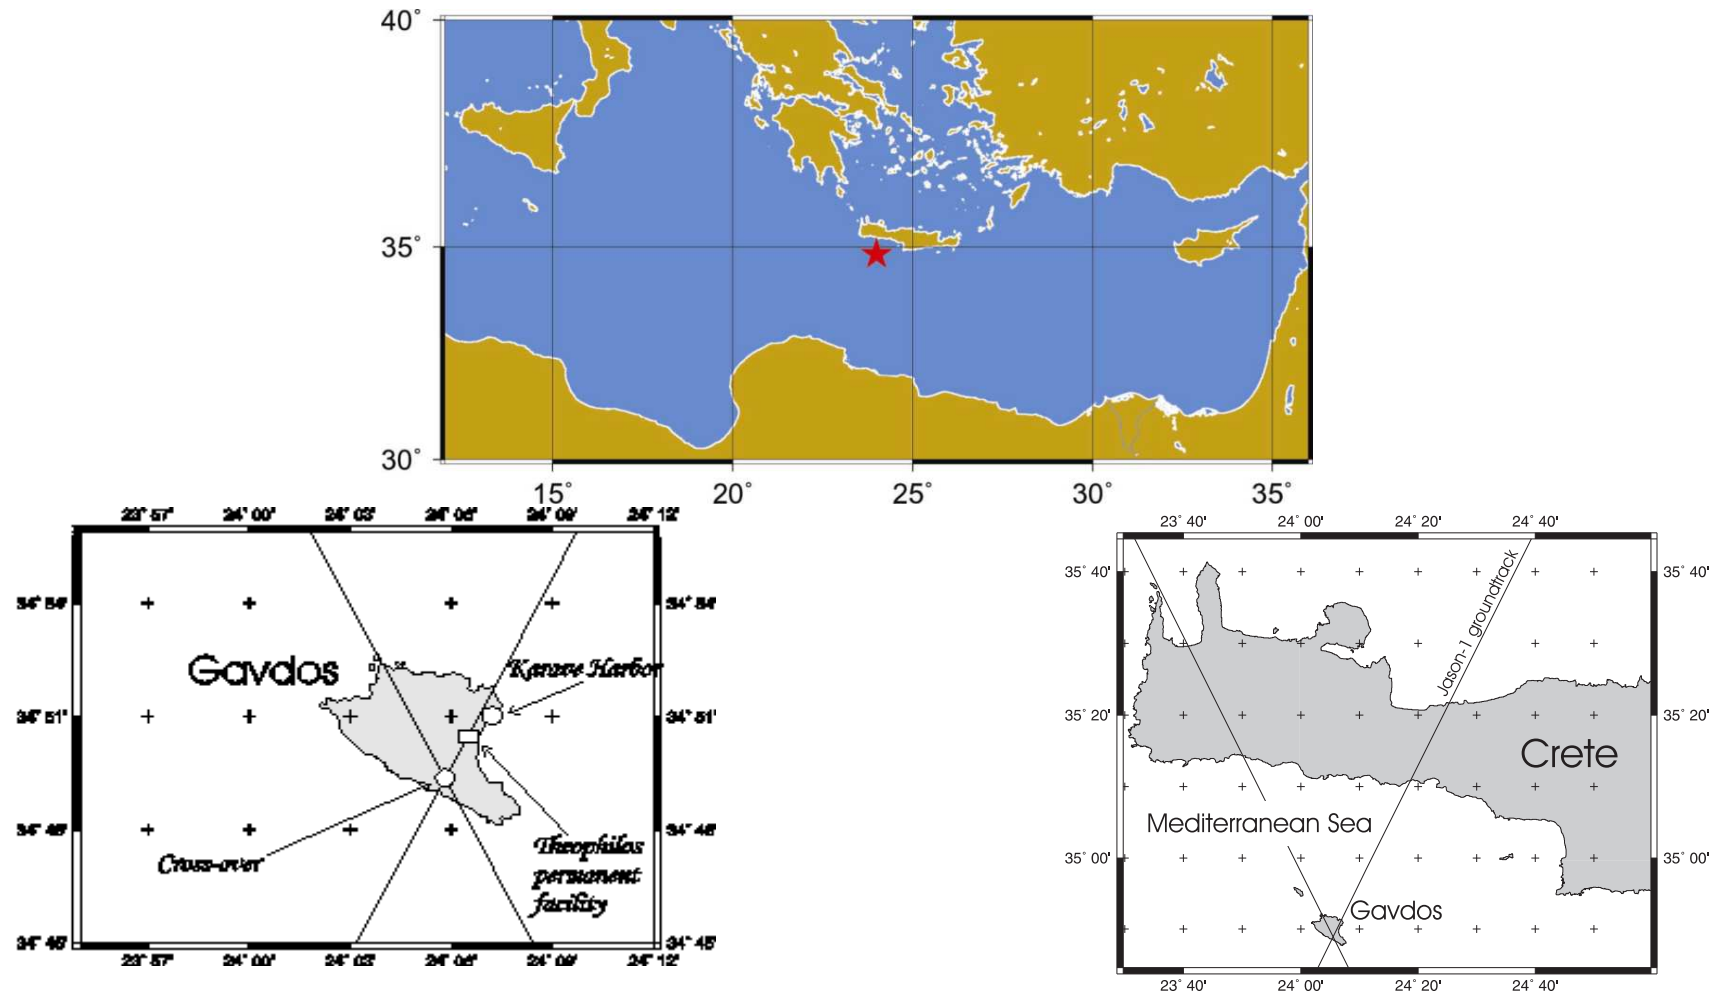 40°
35°
30°
15° 20° 25° 30° 35°
23° 57' 24° 00' 24° 03' 24° 06' 24° 09' 24° 12'
34° 54' 34° 54'
Gavdos
Karave Harbor
34° 51' 34° 51'
34° 48' 34° 48'
Cross-over
Theophilos
permanent
facility
34° 45' 34° 45'
23° 57' 24° 00' 24° 03' 24° 06' 24° 09' 24° 12'
23° 40' 24° 00' 24° 20' 24° 40'
35° 40' 35° 40'
Jason-1 groundtrack
35° 20' 35° 20'
Crete
Mediterranean Sea
35° 00' 35° 00'
Gavdos
23° 40' 24° 00' 24° 20' 24° 40'